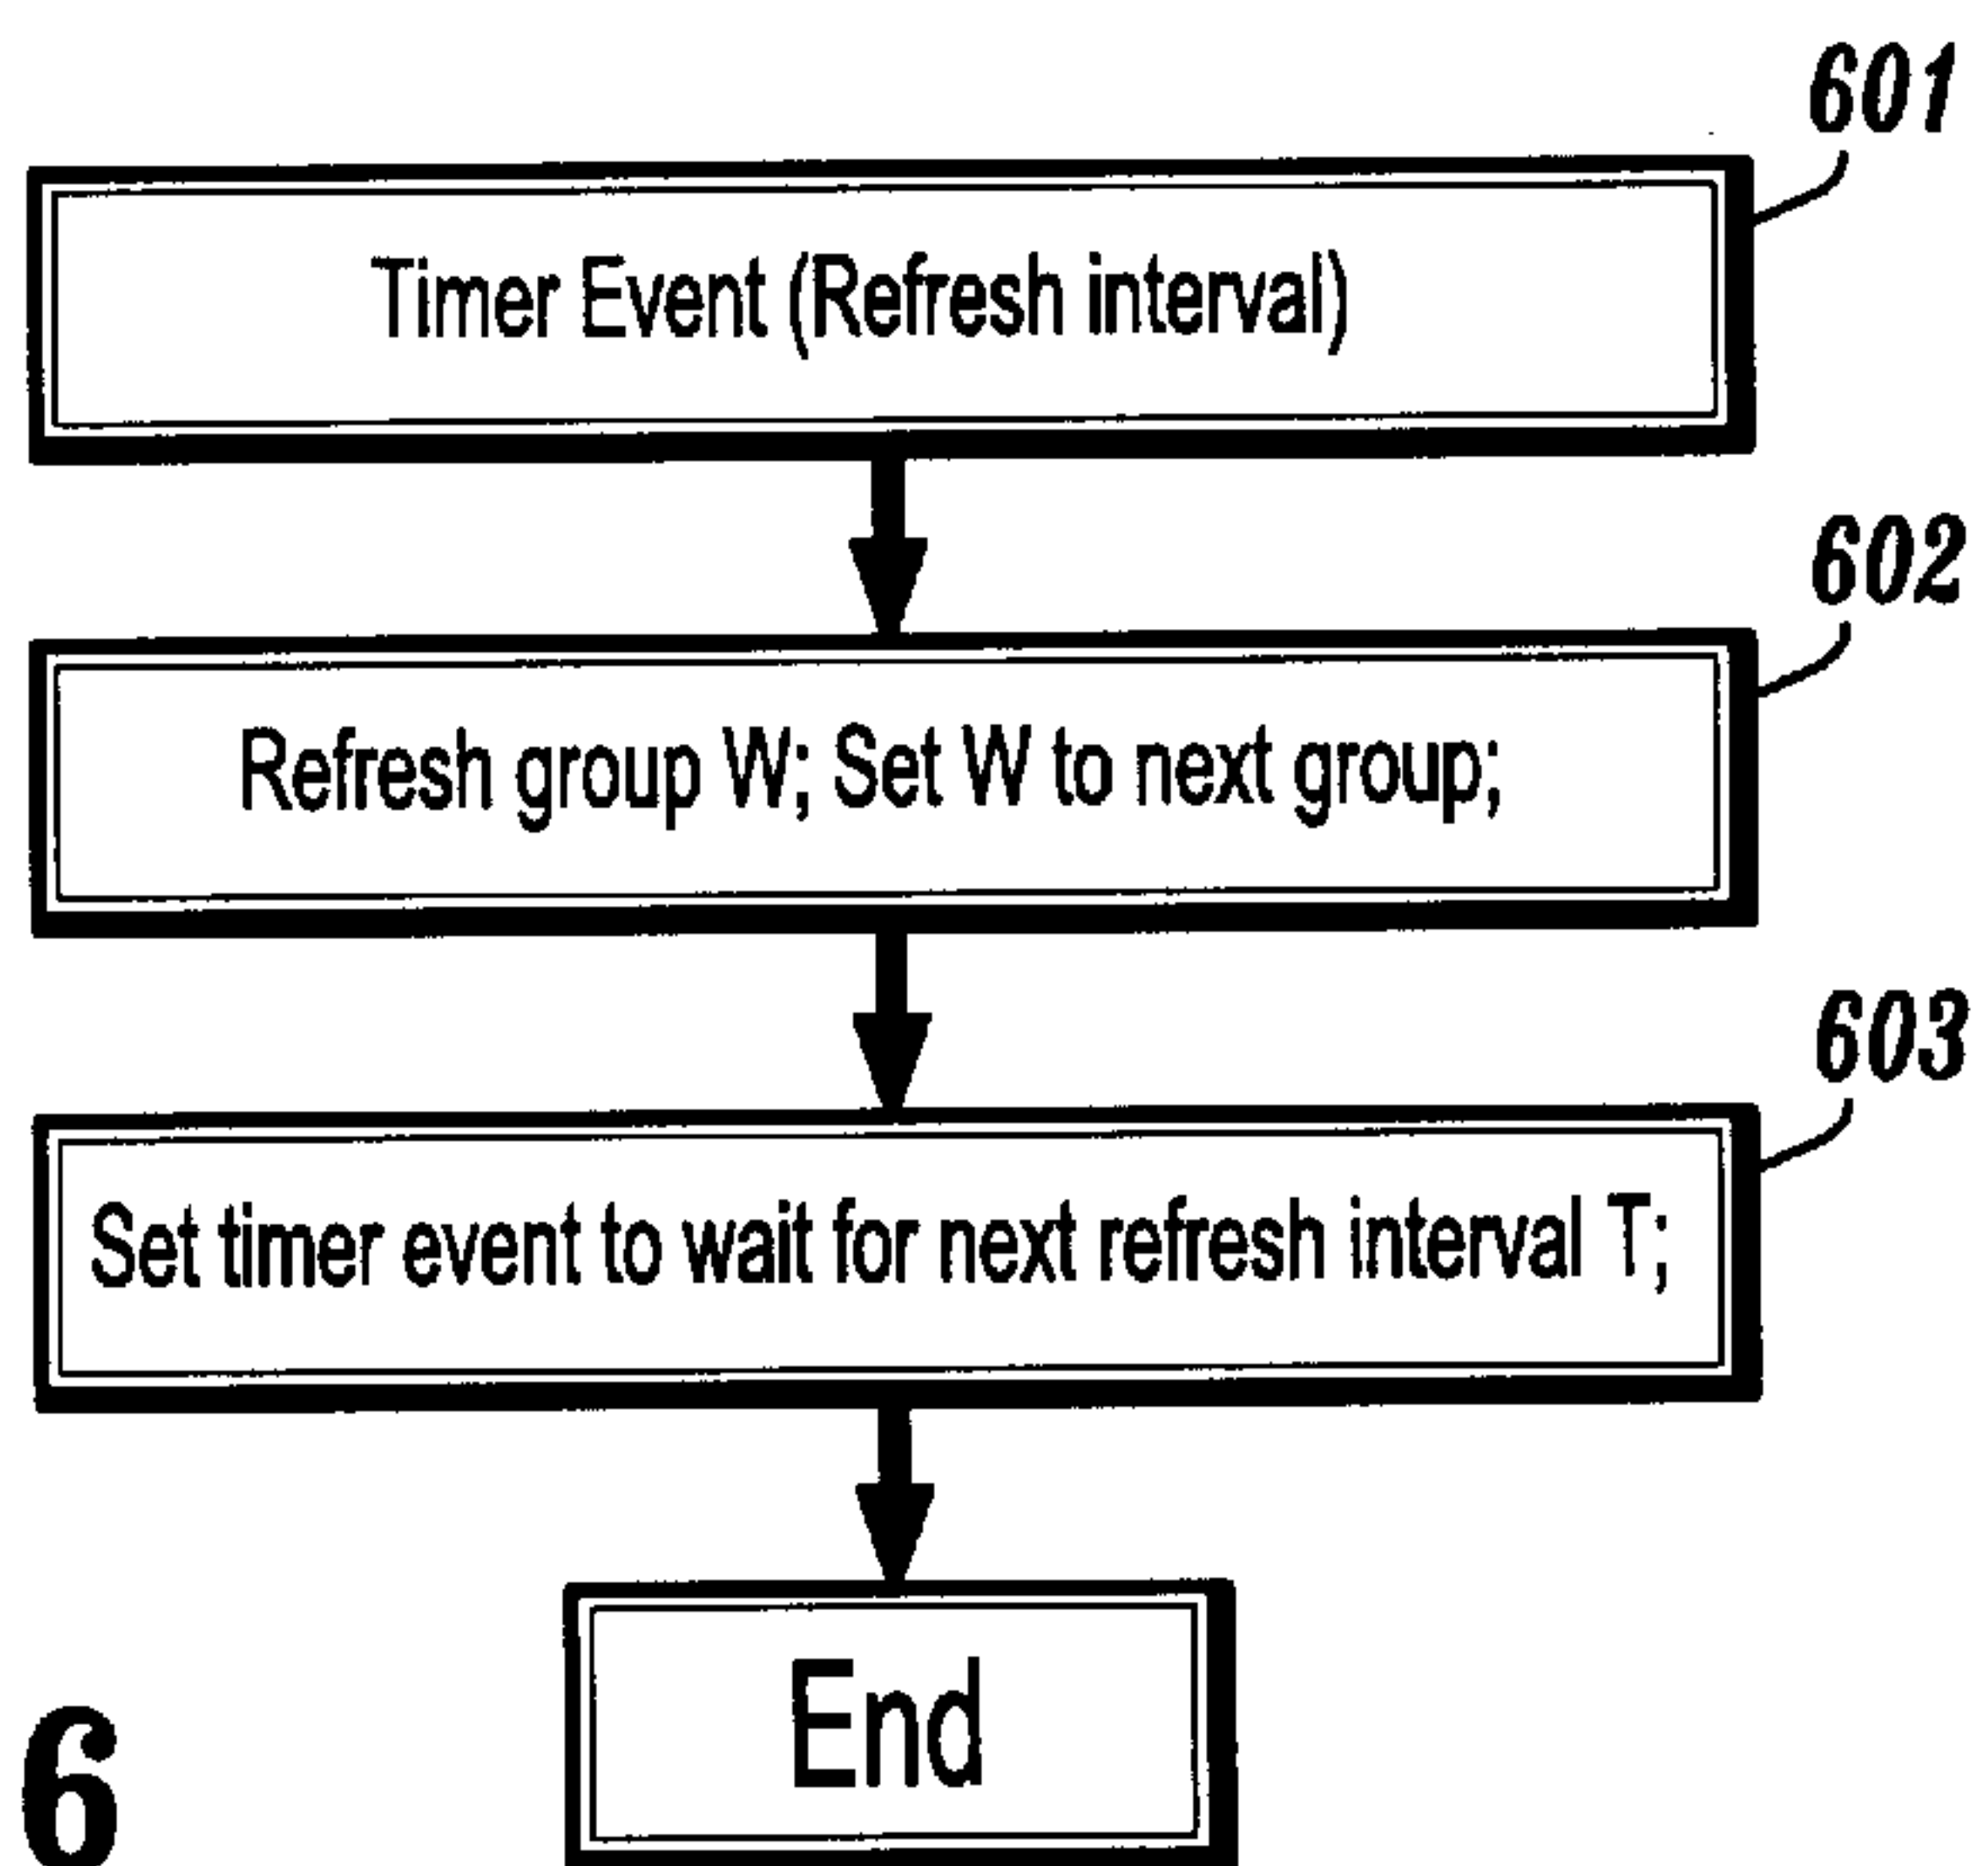 601
Timer Event (Refresh interval)
602
Refresh group W; Set W to next group;
603
Set timer event to wait for next refresh interval T;
End
6